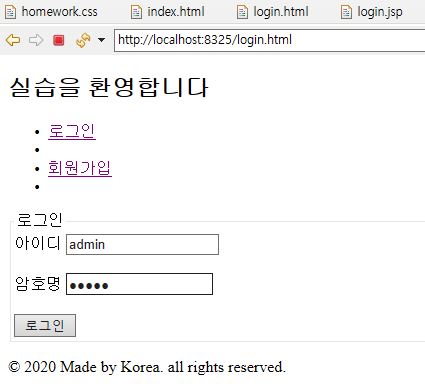 homework.css index.html login.html login.jsp
http://localhost:8325/login.html
실습을 환영합니다
로그인
회원가입
로그인
아이디 admin
암호명 ●●●●●
로그인
© 2020 Made by Korea. all rights reserved.